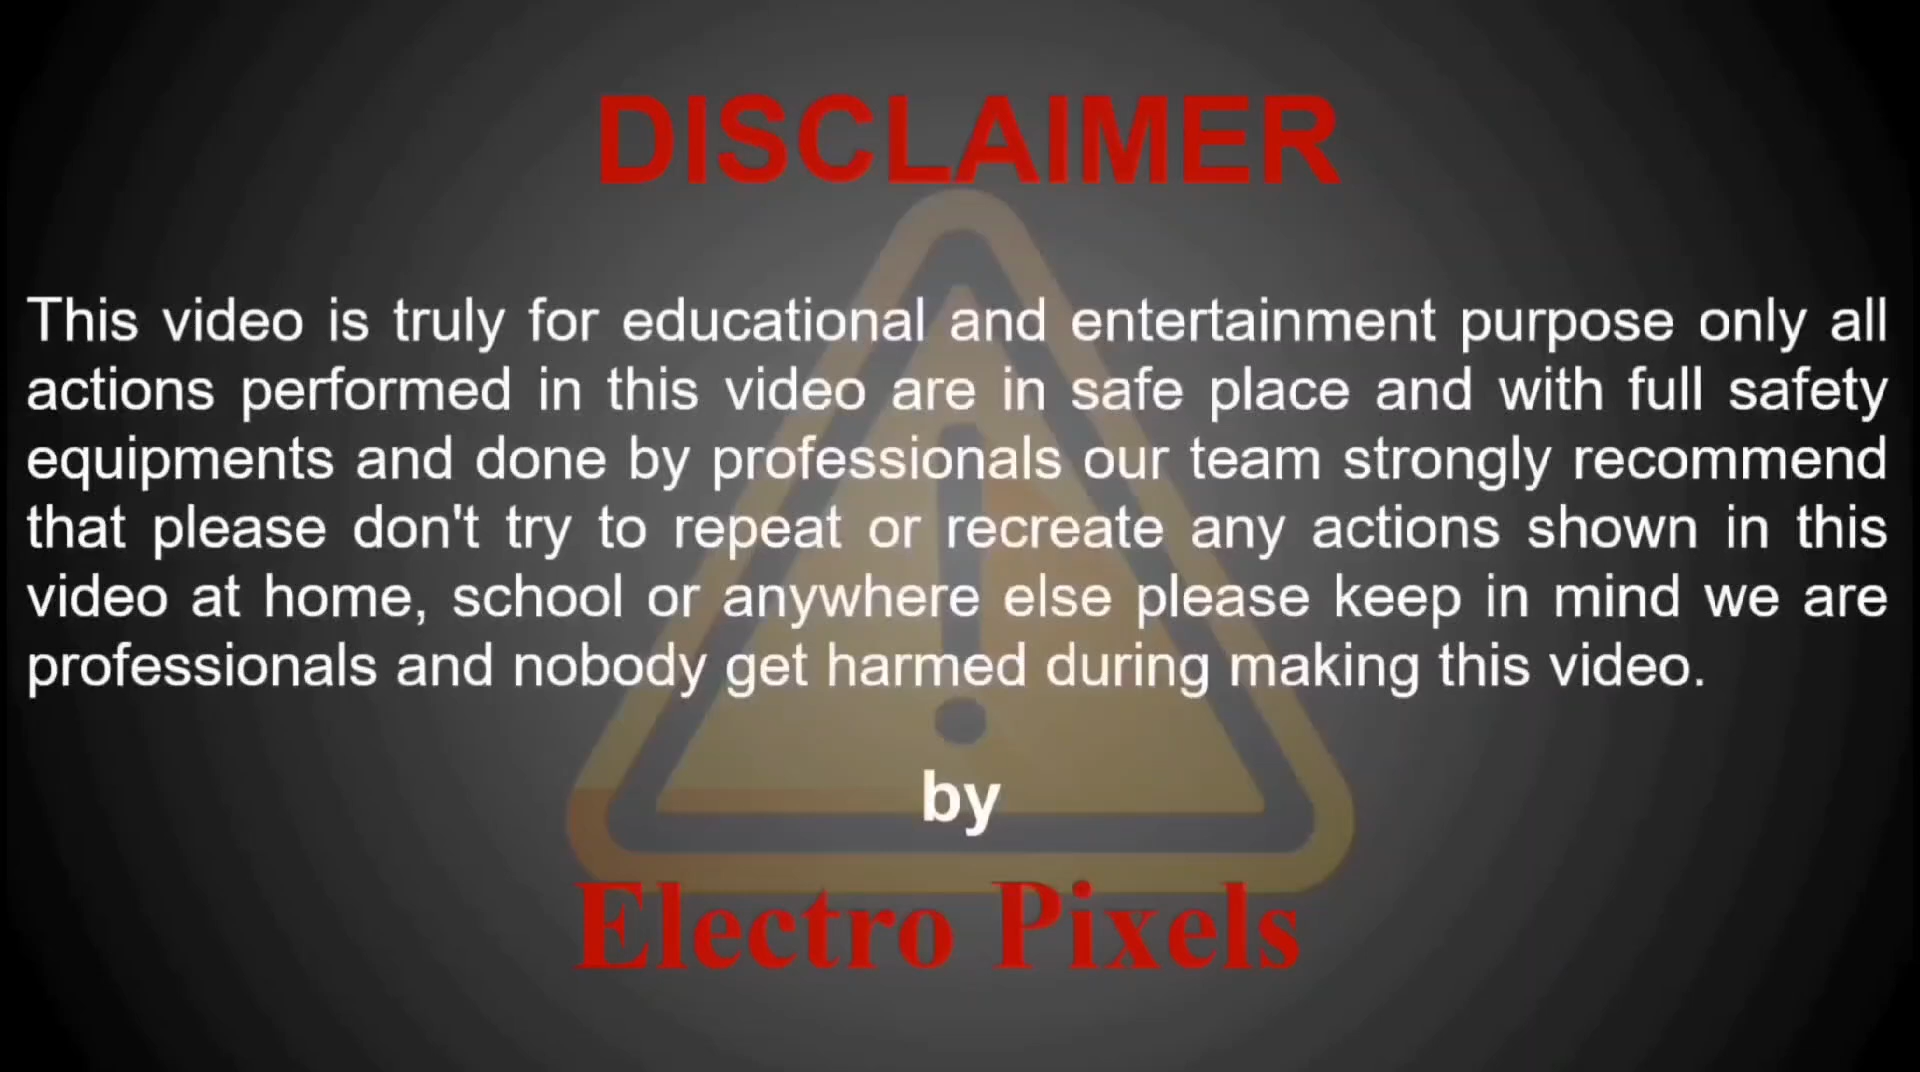 DISCLAIMER
This video is truly for educational and entertainment purpose only all
actions performed in this video are in safe place and with full safety
equipments and done by professionals our team strongly recommend
that please don't try to repeat or recreate any actions shown in this
video at home, school or anywhere else please keep in mind we are
professionals and nobody get harmed during making this video.
by
Electro Pixels